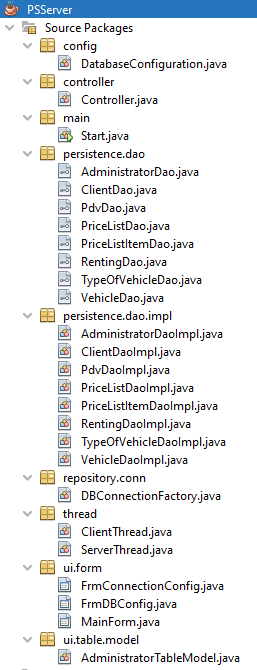 PSServer
Source Packages
config
DatabaseConfiguration.java
controller
Controller.java
main
Start.java
persistence.dao
AdministratorDao.java
ClientDao.java
PdvDao.java
PriceListDao.java
PriceListItemDao.java
RentingDao.java
TypeOfVehicleDao.java
VehicleDao.java
persistence.dao.impl
AdministratorDaoImpl.java
ClientDaoImpl.java
PdvDaoImpl.java
PriceListDaoImpl.java
PriceListItemDaoImpl.java
RentingDaoImpl.java
TypeOfVehicleDaoImpl.java
VehicleDaoImpl.java
repository.conn
DBConnectionFactory.java
thread
ClientThread.java
ServerThread.java
ui.form
FrmConnectionConfig.java
FrmDBConfig.java
MainForm.java
ui.table.model
AdministratorTableModel.java